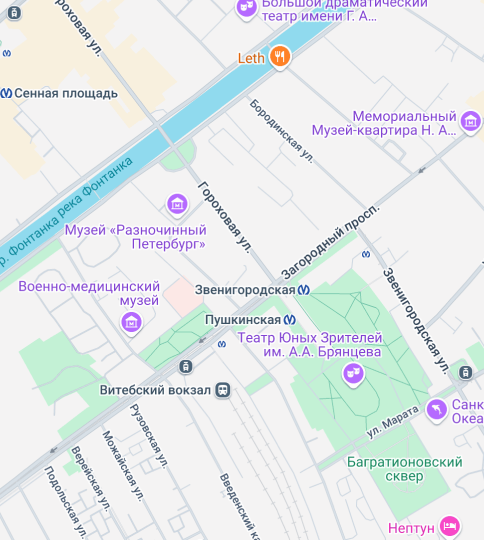 Большой драматический
театр имени Г. А...
Гороховая ул.
Leth
Сенная площадь
Бородинская ул.
Мемориальный
Музей-квартира Н. А...
р. Фонтанка река Фонтанка
Гороховая ул.
Загородный просп.
Музей «Разночинный
Петербург»
Звенигородская ул.
Военно-медицинский
музей
Звенигородская
Пушкинская
Театр Юных Зрителей
им. А.А. Брянцева
Витебский вокзал
Санк
Океа
ул. Марата
Рузовская ул.
Можайская ул.
Верейская ул.
Подольская ул.
Введенский ка
Багратионовский
сквер
Нептун